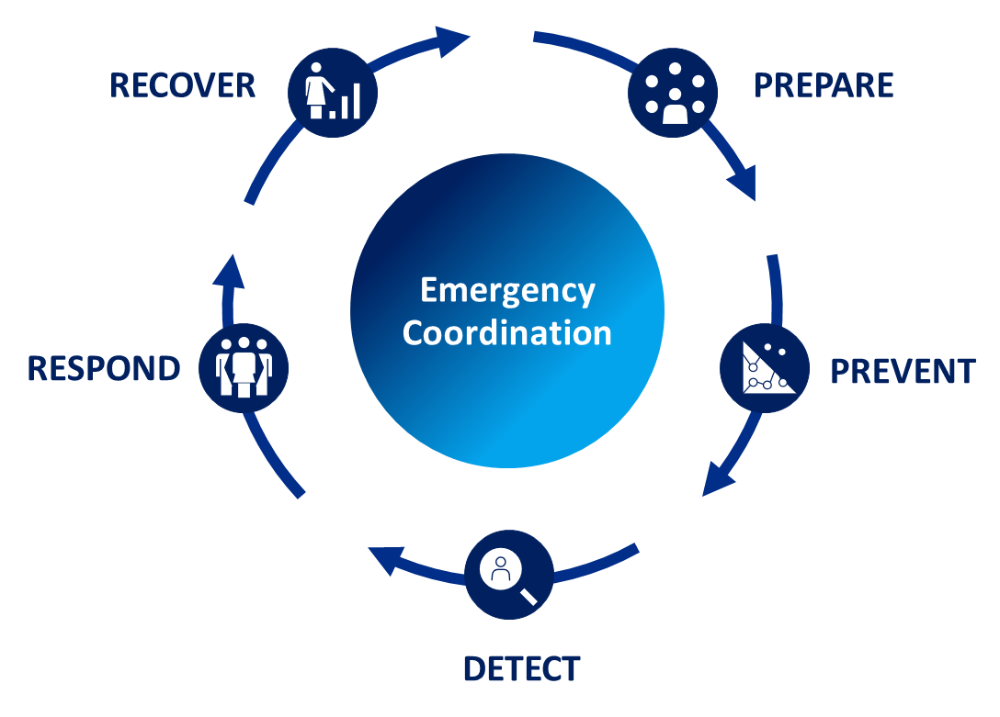 RECOVER
PREPARE
Emergency
Coordination
RESPOND
PREVENT
DETECT